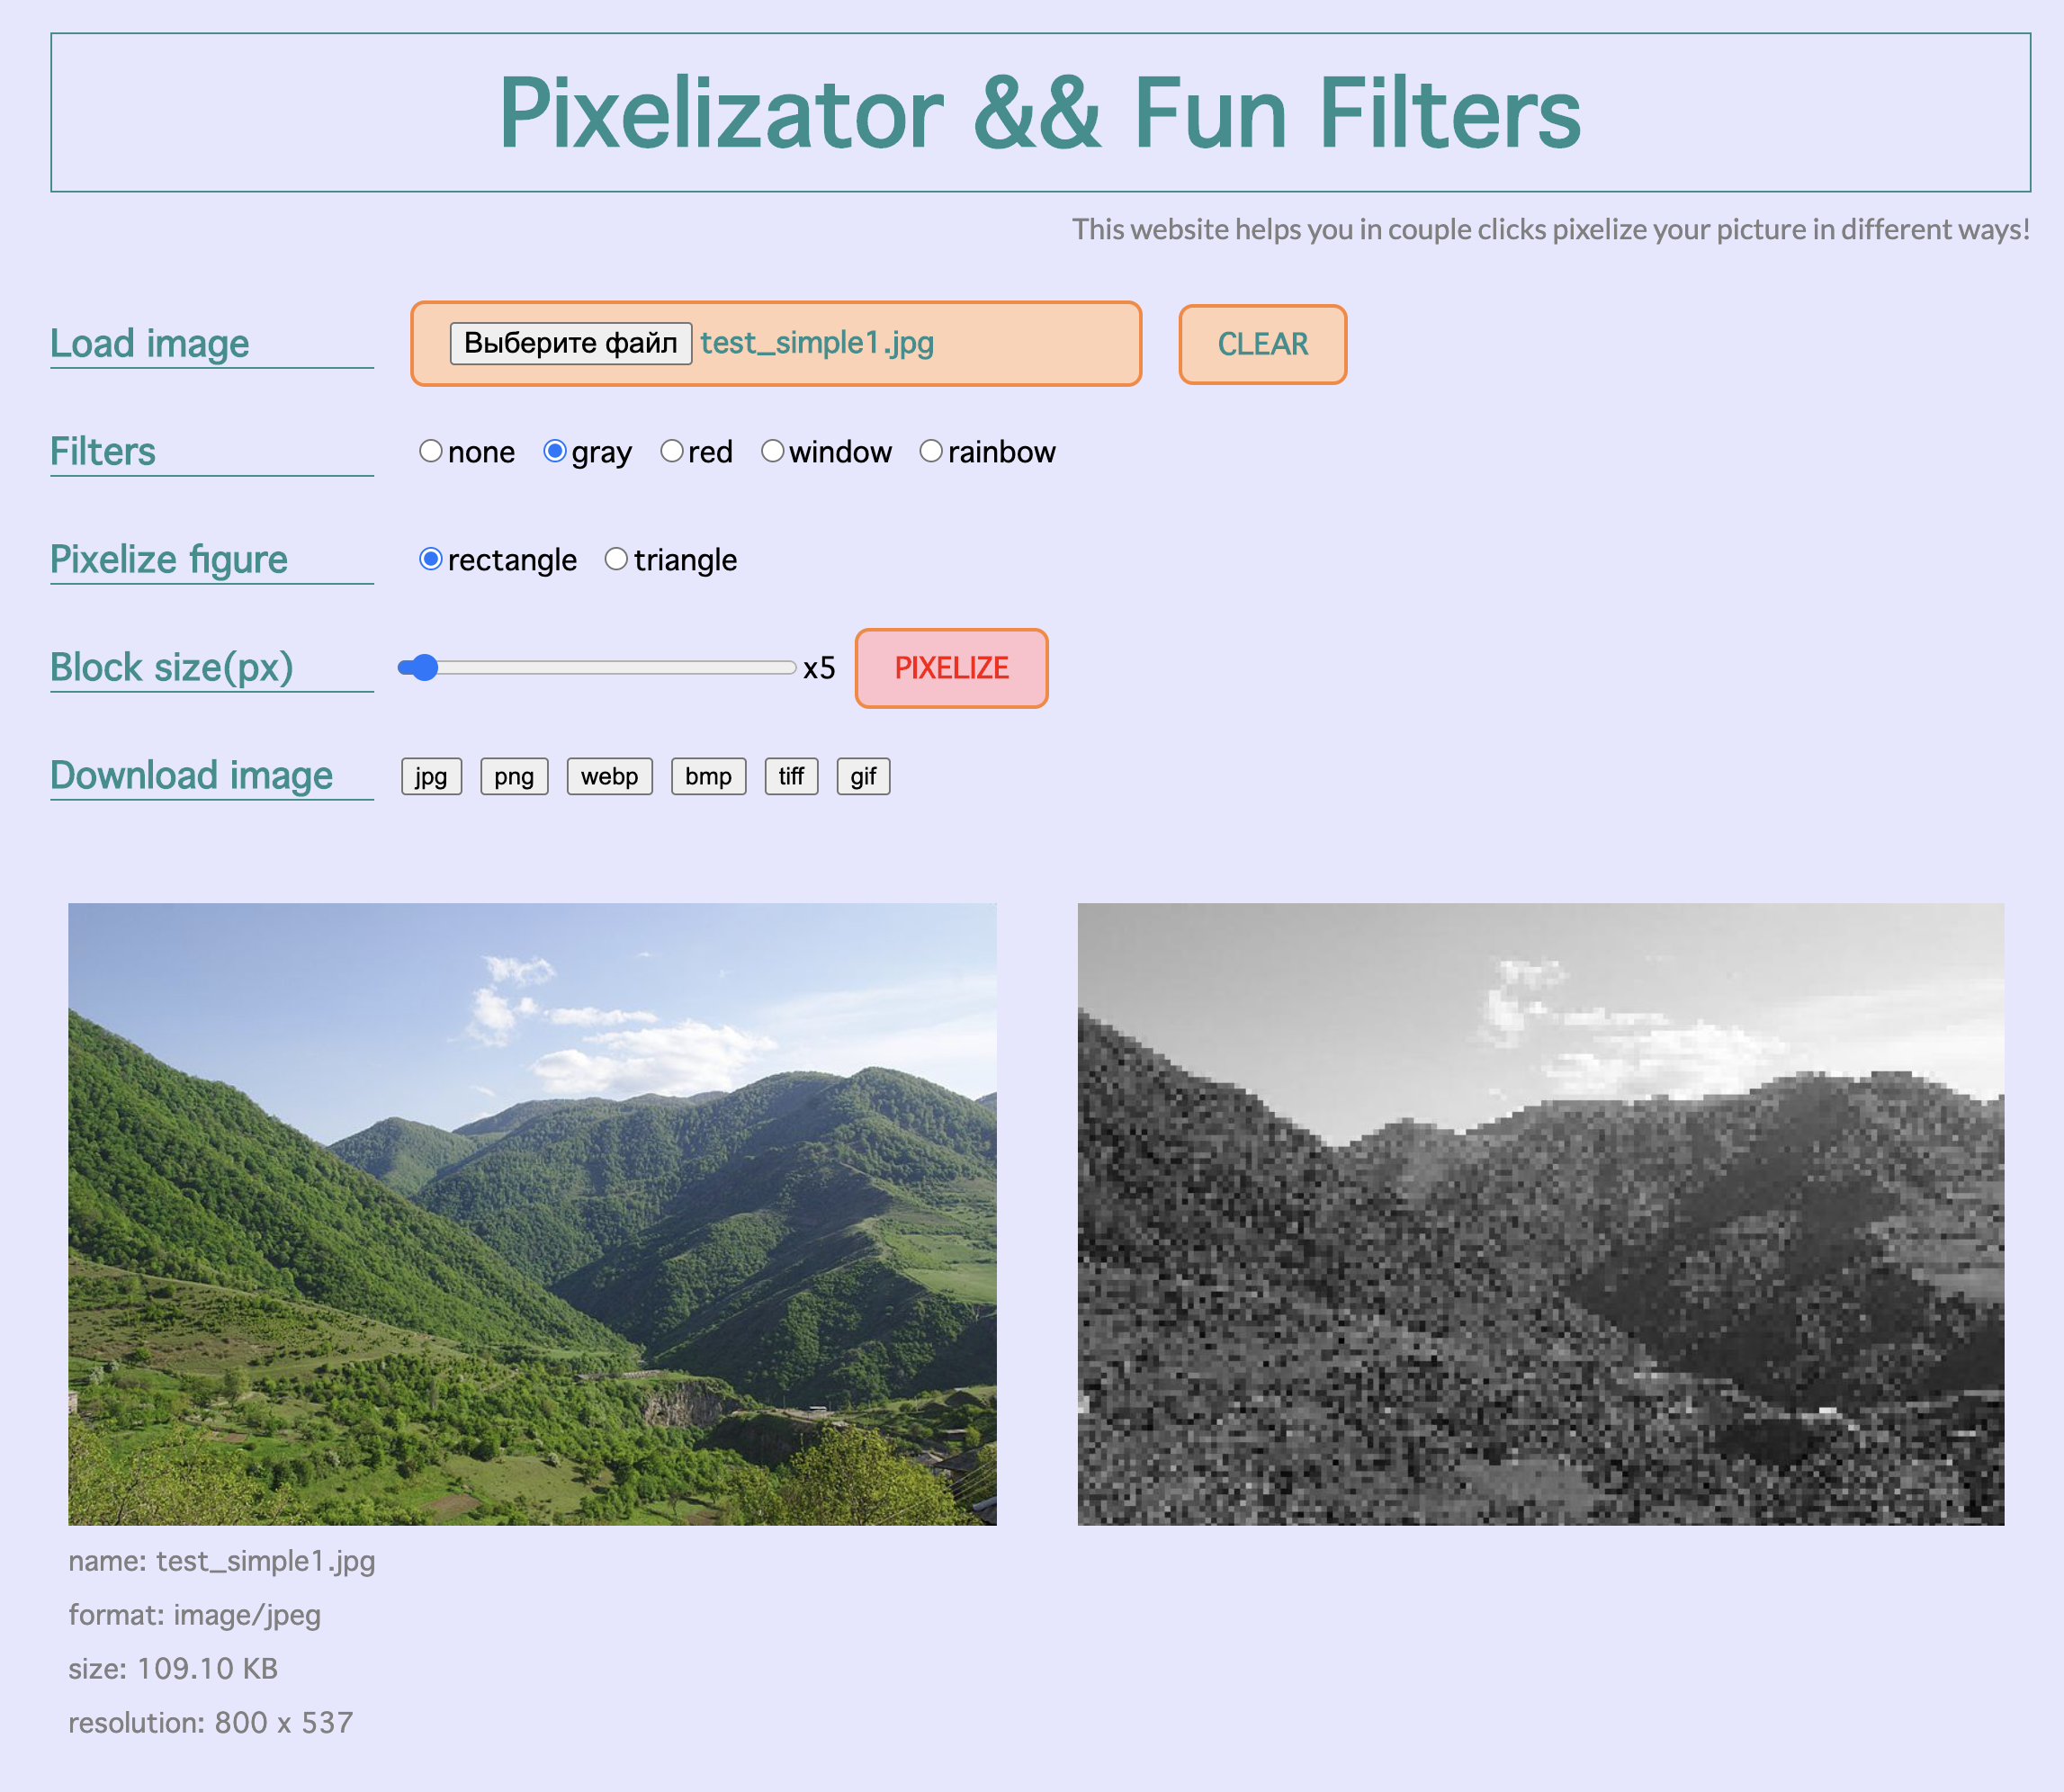 Pixelizator && Fun Filters
This website helps you in couple clicks pixelize your picture in different ways!
Load image Выберите файл test_simple1.jpg CLEAR
Filters none gray red window rainbow
Pixelize figure rectangle triangle
Block size(px) x5 PIXELIZE
Download image jpg png webp bmp tiff gif
name: test_simple1.jpg
format: image/jpeg
size: 109.10 KB
resolution: 800 x 537